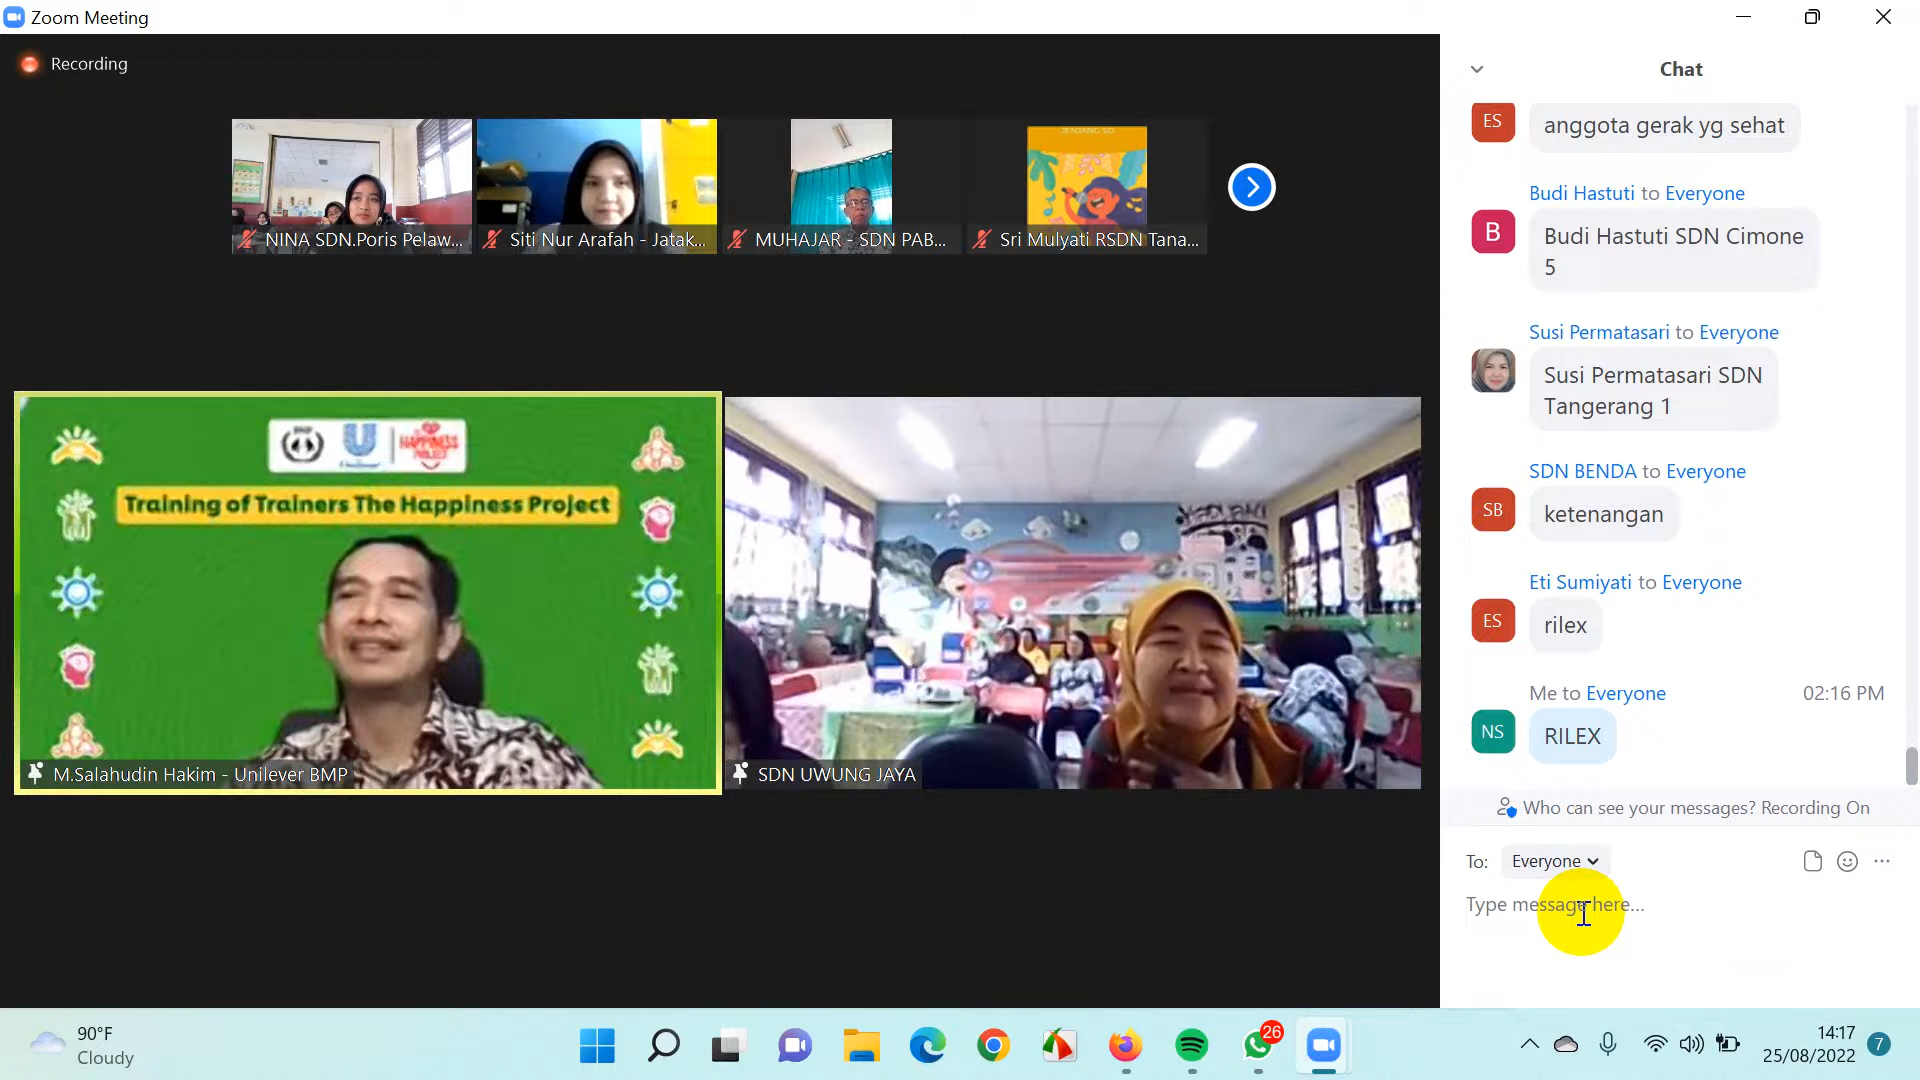 Zoom Meeting
Recording
NINA SDN.Poris Pelaw...
Siti Nur Arafah - Jatak...
MUHAJAR - SDN PAB...
Sri Mulyati RSDN Tana...
JENJANG SD
Unilever
HAPPINESS
PROJECT
Training of Trainers The Happiness Project
M.Salahudin Hakim - Unilever BMP
SDN UWUNG JAYA
Chat
ES
anggota gerak yg sehat
Budi Hastuti to Everyone
B
Budi Hastuti SDN Cimone
5
Susi Permatasari to Everyone
Susi Permatasari SDN
Tangerang 1
SDN BENDA to Everyone
SB
ketenangan
Eti Sumiyati to Everyone
ES
rilex
Me to Everyone 02:16 PM
NS
RILEX
Who can see your messages? Recording On
To: Everyone
Type message here...
90°F
Cloudy
26
14:17
25/08/2022
7